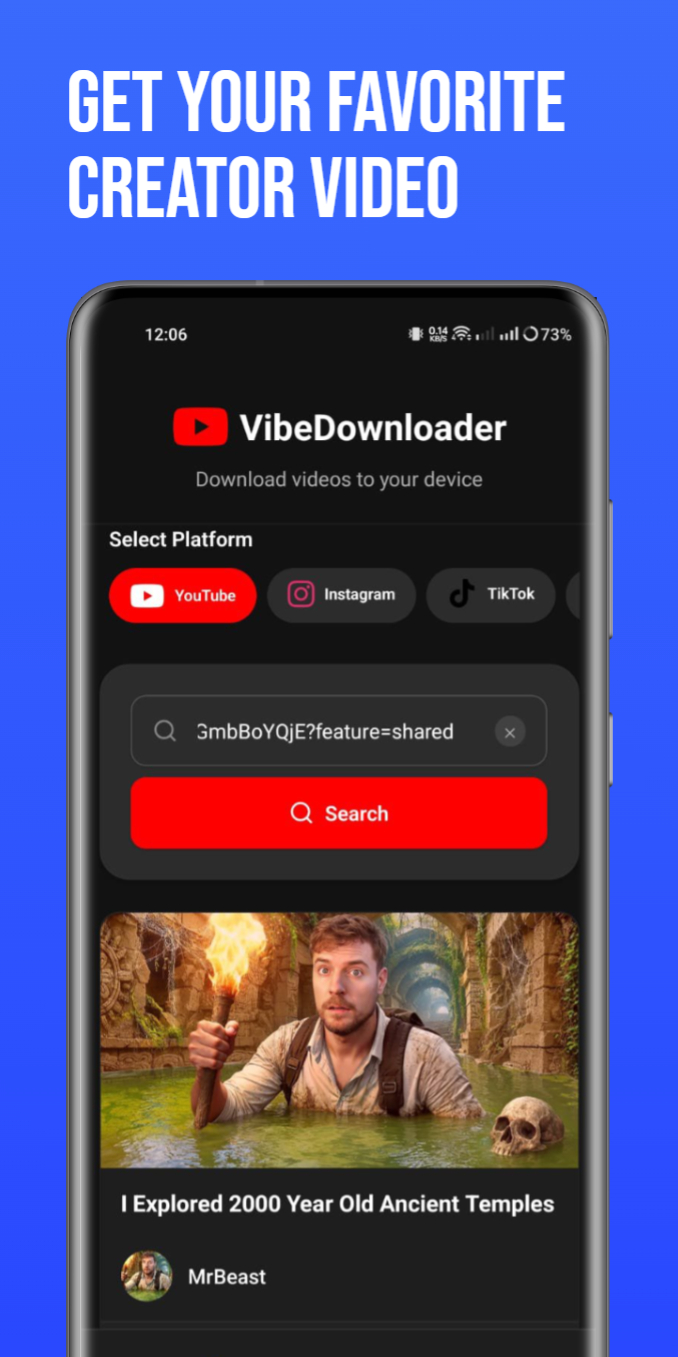 GET YOUR FAVORITE
CREATOR VIDEO
12:06
0.14
KB/S
73%
VibeDownloader
Download videos to your device
Select Platform
YouTube
Instagram
TikTok
GmbBoYQjE?feature=shared
Search
I Explored 2000 Year Old Ancient Temples
MrBeast